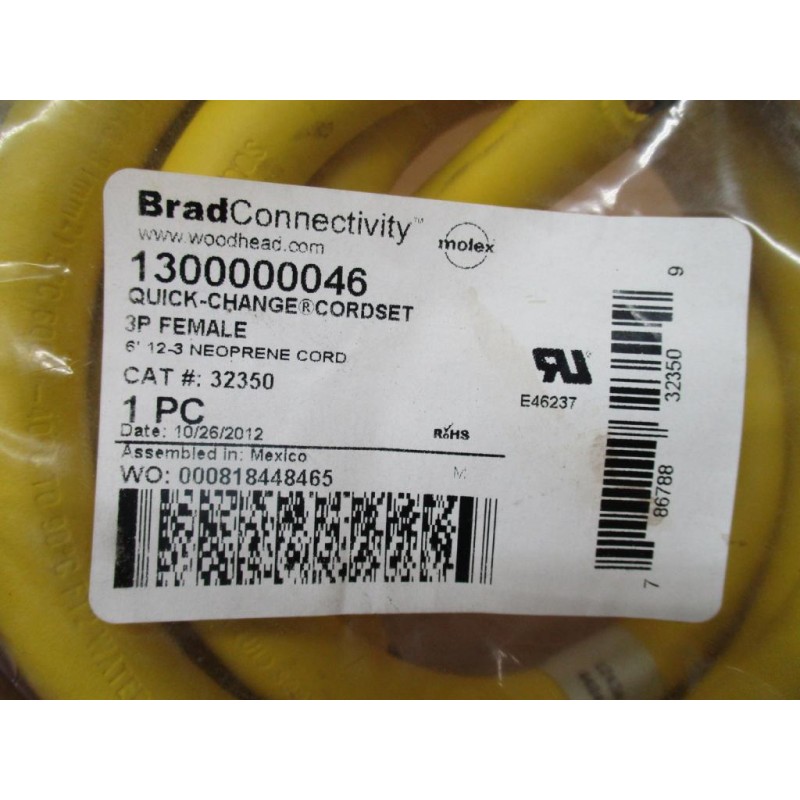 BradConnectivity™
www.woodhead.com
molex
1300000046
QUICK-CHANGE®CORDSET
3P FEMALE
6' 12-3 NEOPRENE CORD
CAT #: 32350
1 PC
Date: 10/26/2012
RoHS
Assembled in: Mexico
WO: 000818448465
M
E46237
7 86788 32350 9